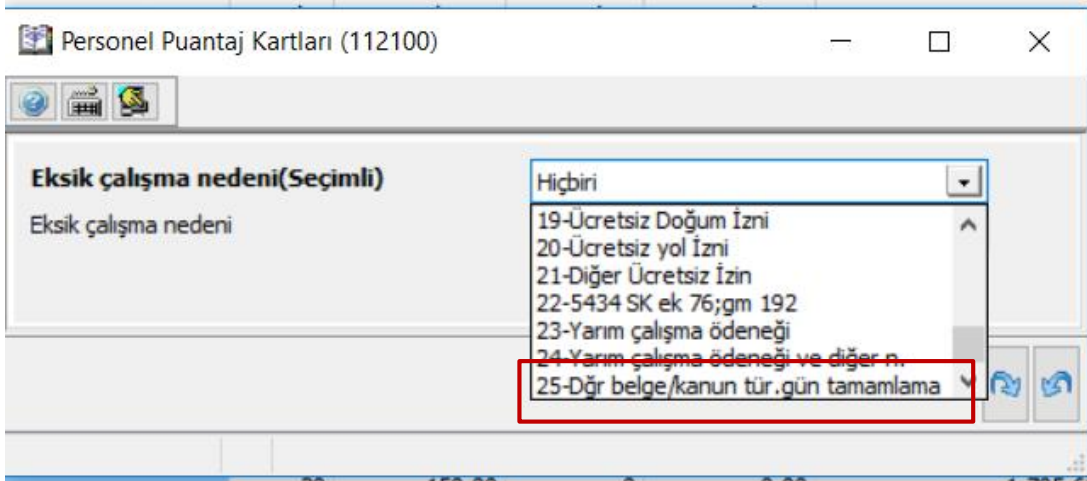 Personel Puantaj Kartları (112100)
Eksik çalışma nedeni(Seçimli)
Hiçbiri
Eksik çalışma nedeni
19-Ücretsiz Doğum İzni
20-Ücretsiz yol İzni
21-Diğer Ücretsiz İzin
22-5434 SK ek 76;gm 192
23-Yarım çalışma ödeneği
24-Yarım çalışma ödeneği ve diğer n.
25-Dğr belge/kanun tür.gün tamamlama